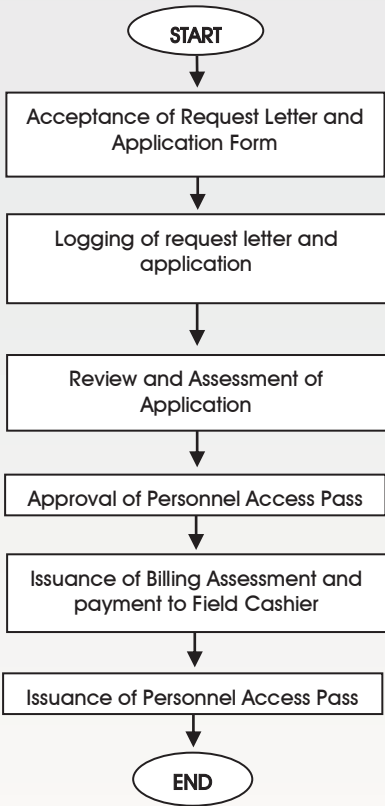 START
Acceptance of Request Letter and
Application Form
Logging of request letter and
application
Review and Assessment of
Application
Approval of Personnel Access Pass
Issuance of Billing Assessment and
payment to Field Cashier
Issuance of Personnel Access Pass
END